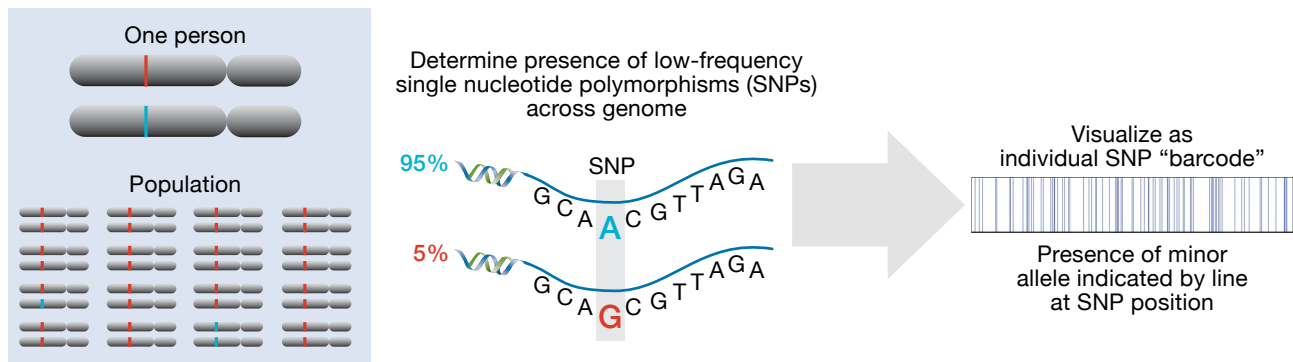 One person
Population
Determine presence of low-frequency
single nucleotide polymorphisms (SNPs)
across genome
95%
SNP
GCAACGTTAGA
5%
GCAGCGTTAGA
Visualize as
individual SNP “barcode”
Presence of minor
allele indicated by line
at SNP position